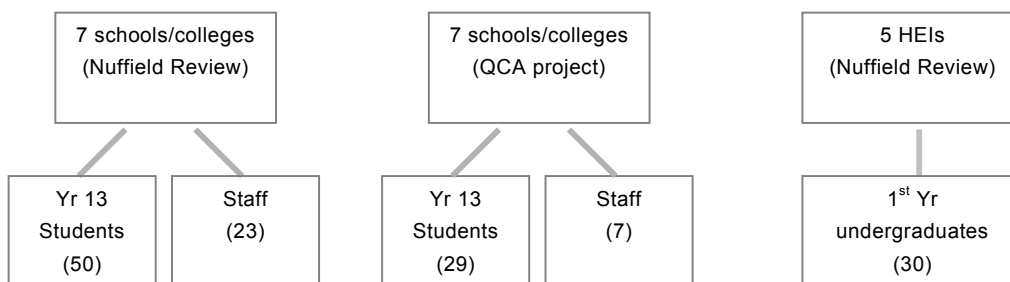 7 schools/colleges
(Nuffield Review)
7 schools/colleges
(QCA project)
5 HEIs
(Nuffield Review)
Yr 13
Students
(50)
Staff
(23)
Yr 13
Students
(29)
Staff
(7)
1st Yr
undergraduates
(30)